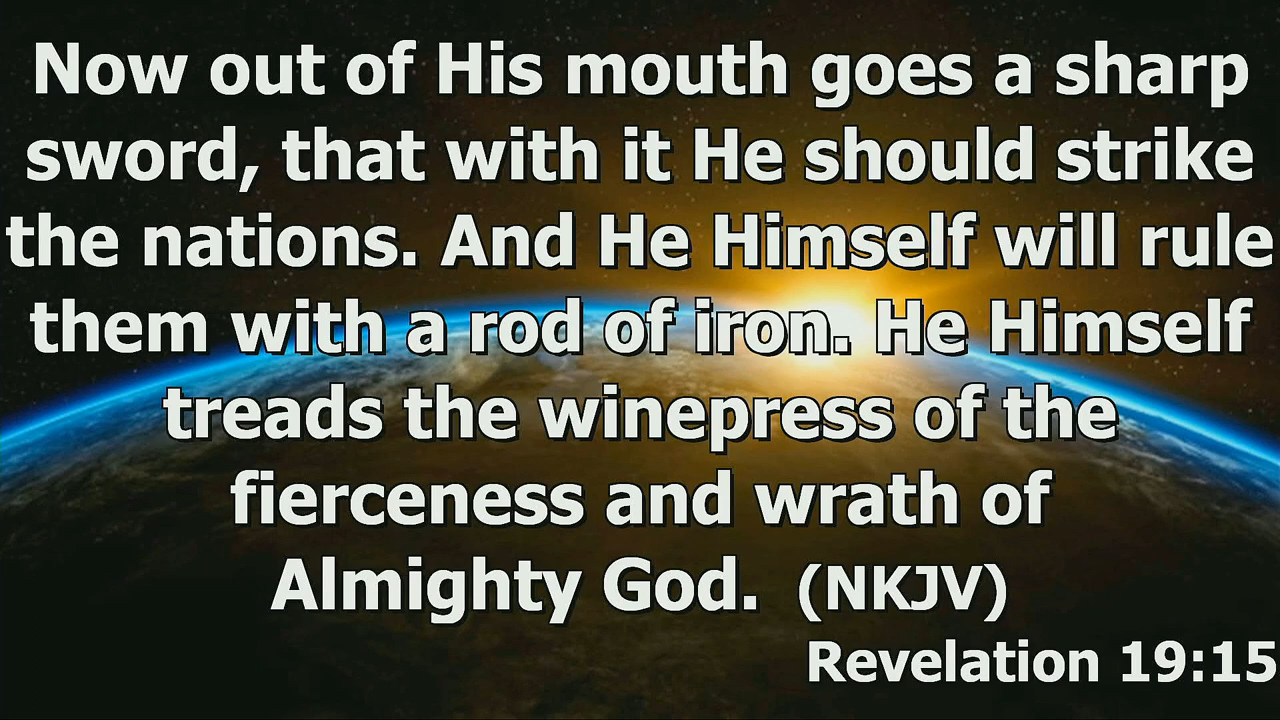 Now out of His mouth goes a sharp
sword, that with it He should strike
the nations. And He Himself will rule
them with a rod of iron. He Himself
treads the winepress of the
fierceness and wrath of
Almighty God.  (NKJV)
Revelation 19:15